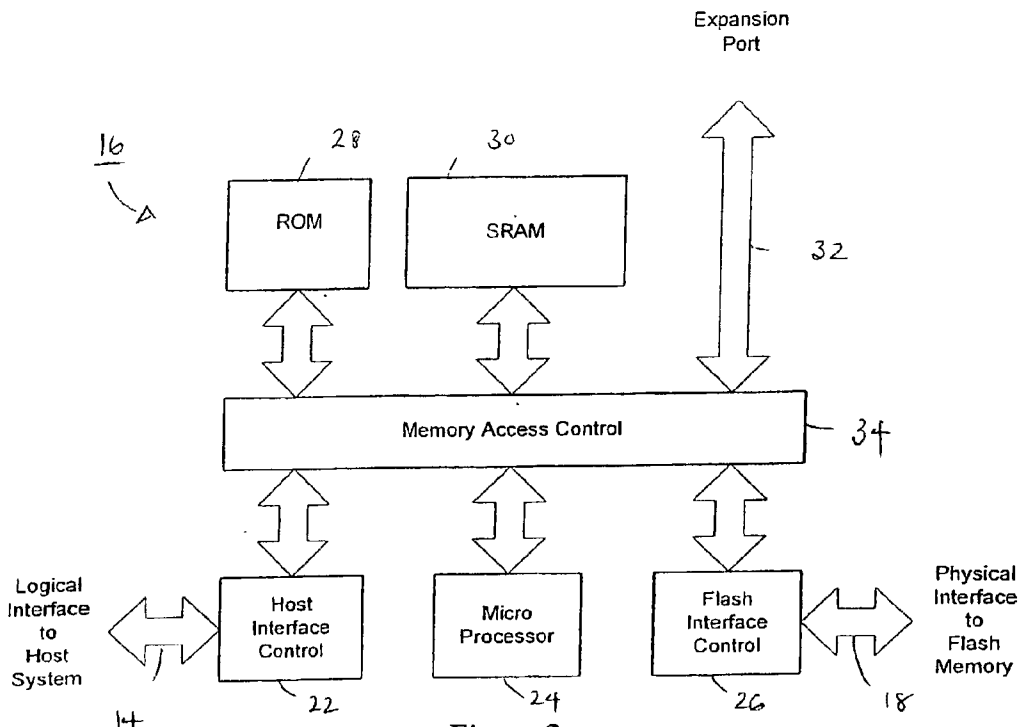 Expansion
Port
16
28
30
ROM
SRAM
32
Memory Access Control
34
Logical
Interface
to
Host
System
Host
Interface
Control
Micro
Processor
Flash
Interface
Control
Physical
Interface
to
Flash
Memory
14
22
24
26
18